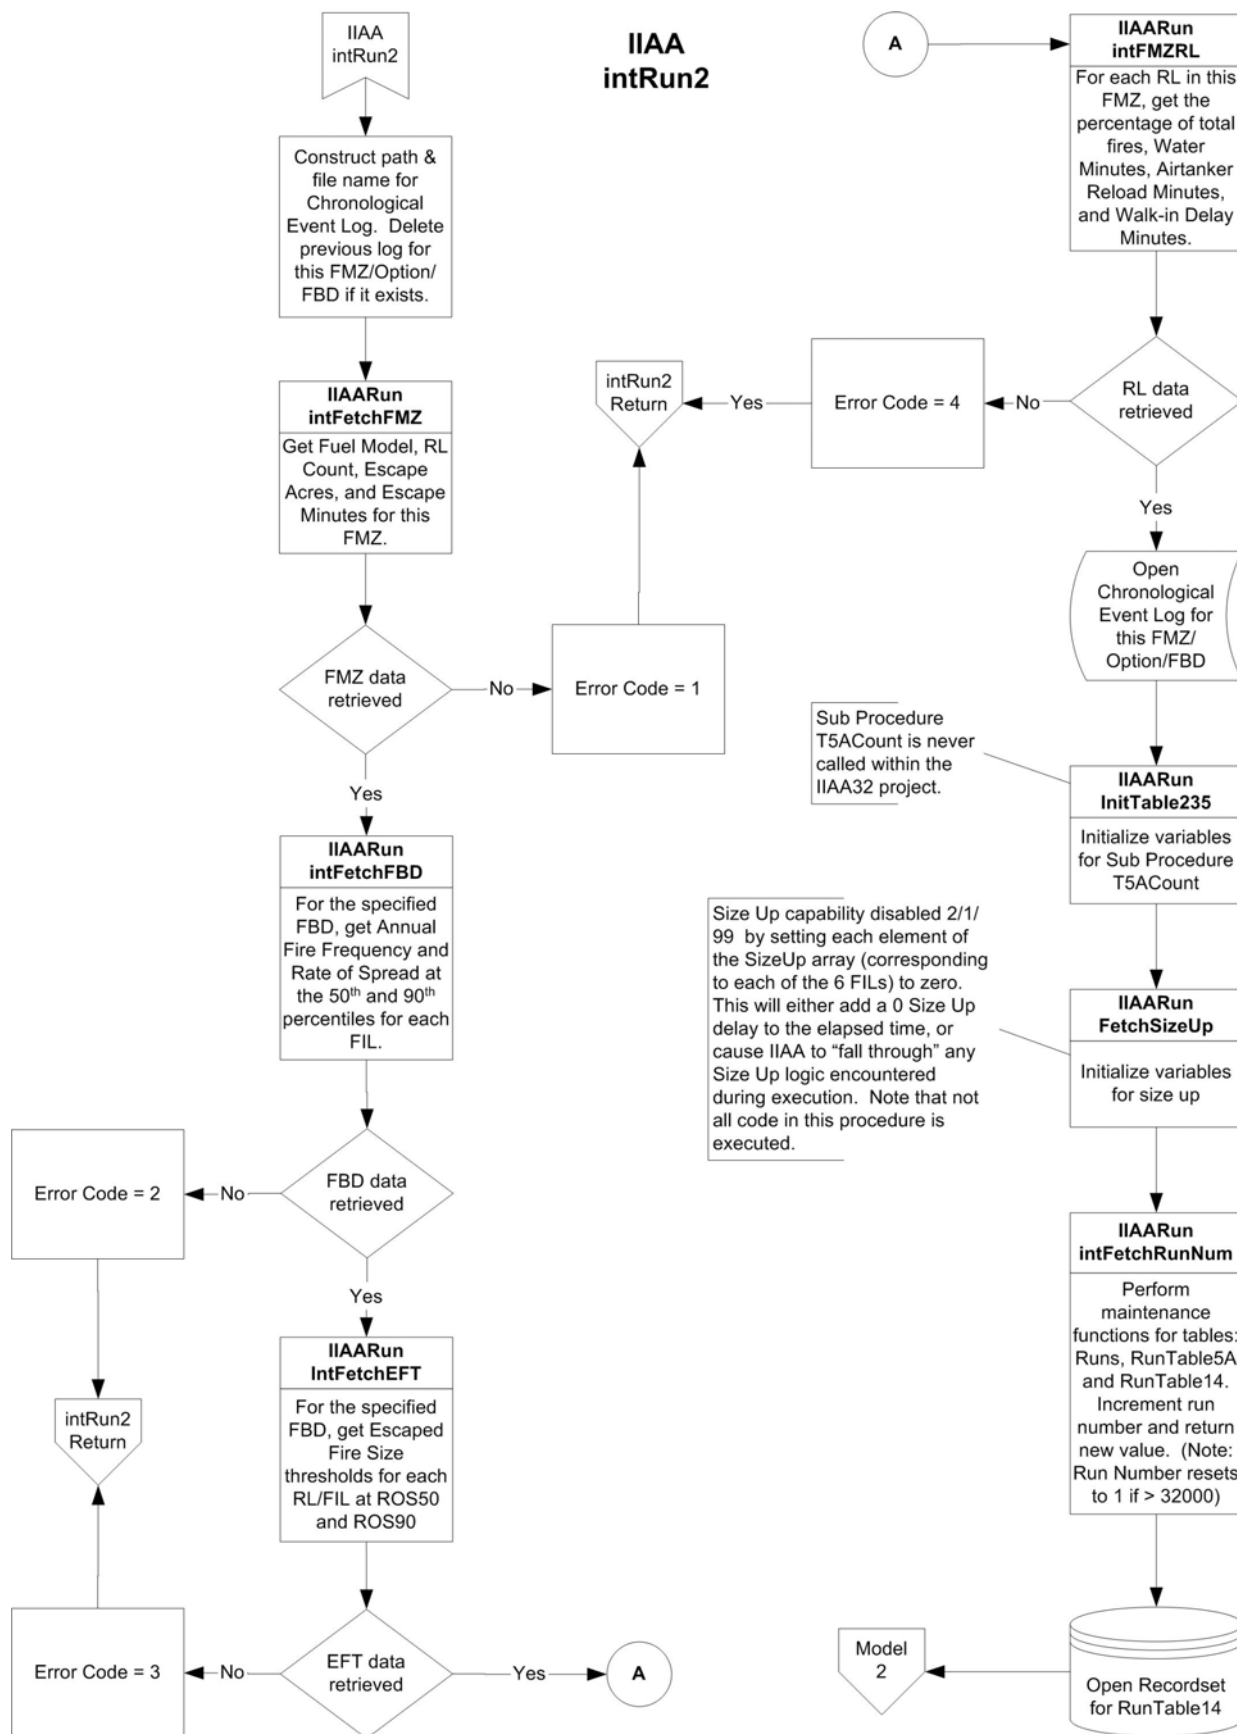 IIAA
intRun2
IIAA
intRun2
Construct path &
file name for
Chronological
Event Log. Delete
previous log for
this FMZ/Option/
FBD if it exists.
IIAARun
intFetchFMZ
Get Fuel Model, RL
Count, Escape
Acres, and Escape
Minutes for this
FMZ.
FMZ data
retrieved
No
Error Code = 1
Yes
IIAARun
intFetchFBD
For the specified
FBD, get Annual
Fire Frequency and
Rate of Spread at
the 50th and 90th
percentiles for each
FIL.
FBD data
retrieved
No
Error Code = 2
Yes
IIAARun
IntFetchEFT
For the specified
FBD, get Escaped
Fire Size
thresholds for each
RL/FIL at ROS50
and ROS90
intRun2
Return
EFT data
retrieved
No
Error Code = 3
Yes
A
A
IIAARun
intFMZRL
For each RL in this
FMZ, get the
percentage of total
fires, Water
Minutes, Airtanker
Reload Minutes,
and Walk-in Delay
Minutes.
RL data
retrieved
No
Error Code = 4
Yes
intRun2
Return
Yes
Open
Chronological
Event Log for
this FMZ/
Option/FBD
Sub Procedure
T5ACount is never
called within the
IIAA32 project.
IIAARun
InitTable235
Initialize variables
for Sub Procedure
T5ACount
Size Up capability disabled 2/1/
99 by setting each element of
the SizeUp array (corresponding
to each of the 6 FILs) to zero.
This will either add a 0 Size Up
delay to the elapsed time, or
cause IIAA to “fall through” any
Size Up logic encountered
during execution. Note that not
all code in this procedure is
executed.
IIAARun
FetchSizeUp
Initialize variables
for size up
IIAARun
intFetchRunNum
Perform
maintenance
functions for tables:
Runs, RunTable5A
and RunTable14.
Increment run
number and return
new value. (Note:
Run Number resets
to 1 if > 32000)
Open Recordset
for RunTable14
Model
2